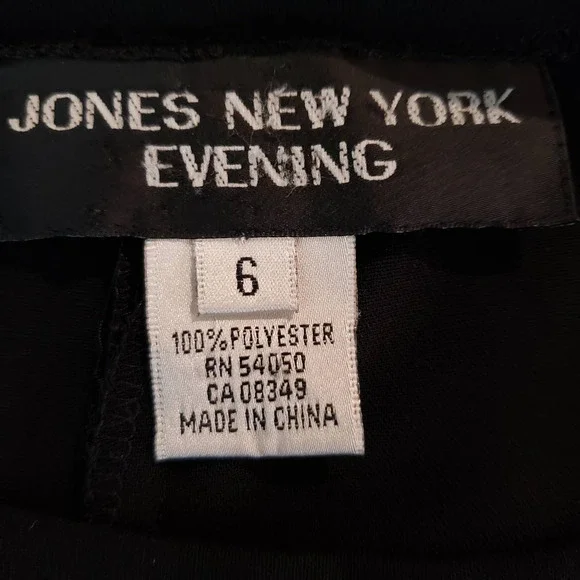 JONES NEW YORK
EVENING
6
100% POLYESTER
RN 54050
CA 08349
MADE IN CHINA